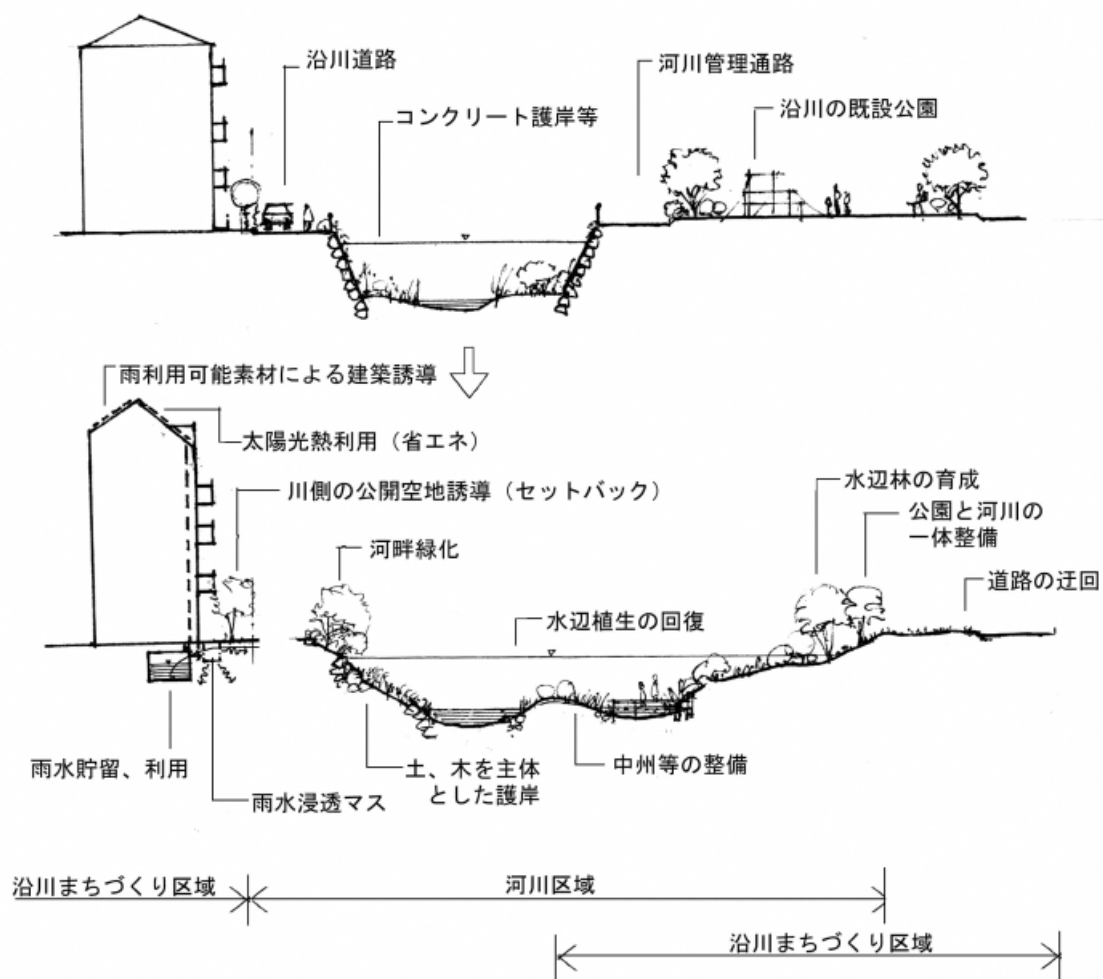 沿川道路
河川管理通路
コンクリート護岸等
沿川の既設公園
雨利用可能素材による建築誘導
太陽光熱利用（省エネ）
川側の公開空地誘導（セットバック）
水辺林の育成
公園と河川の
一体整備
河畔緑化
道路の迂回
水辺植生の回復
雨水貯留、利用
土、木を主体
とした護岸
中州等の整備
雨水浸透マス
沿川まちづくり区域
河川区域
沿川まちづくり区域